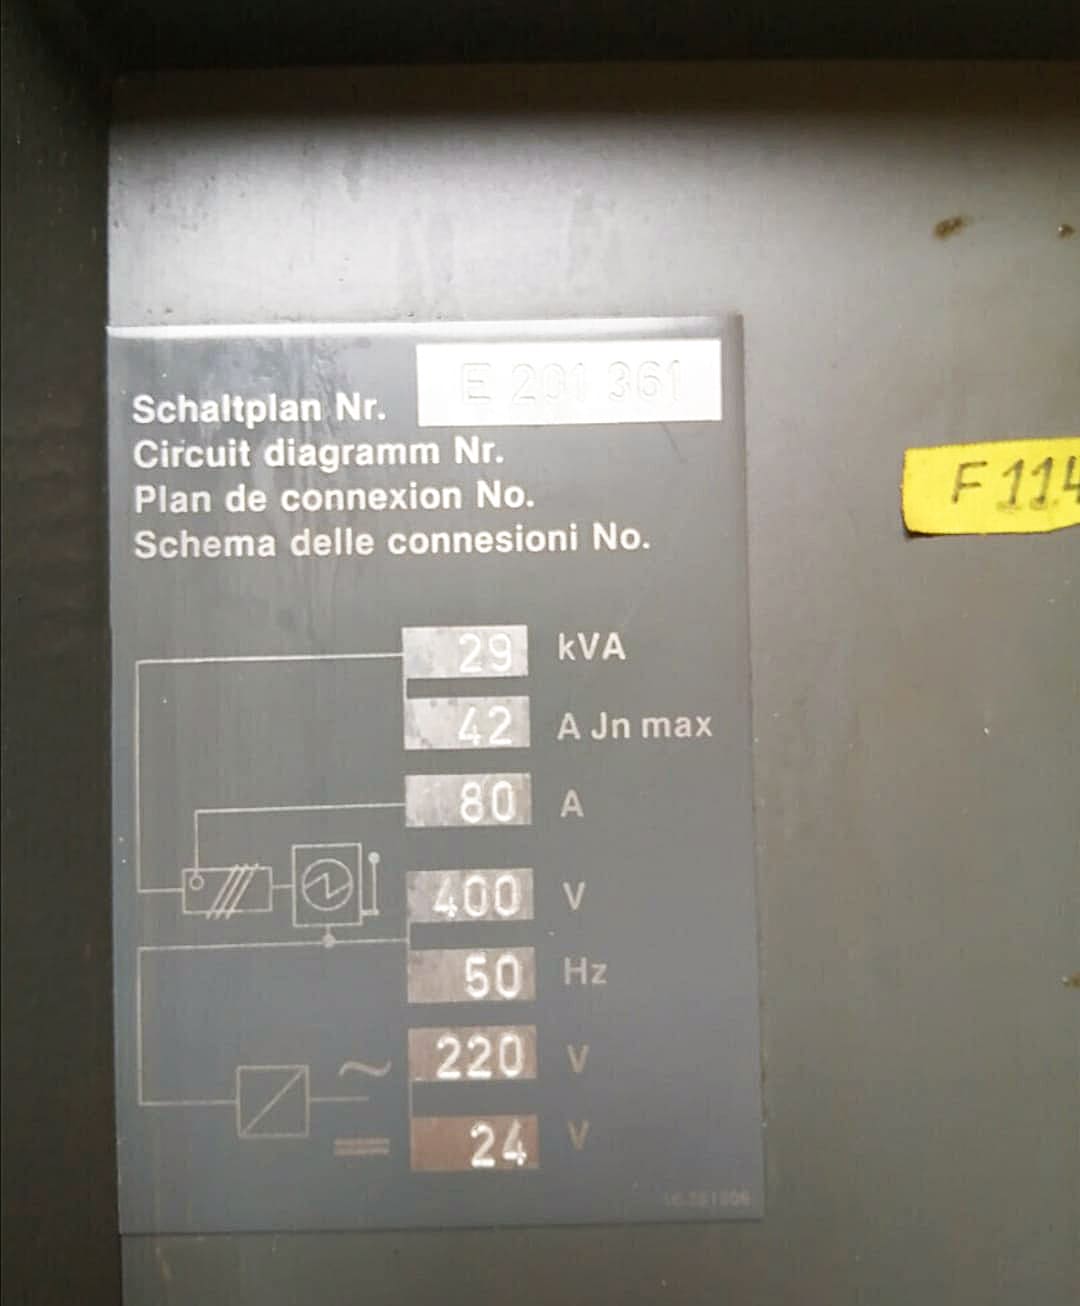 E 201 361
Schaltplan Nr.
Circuit diagramm Nr.
Plan de connexion No.
Schema delle connesioni No.
F 114
29 kVA
42 A Jn max
80 A
400 V
50 Hz
~ 220 V
= 24 V